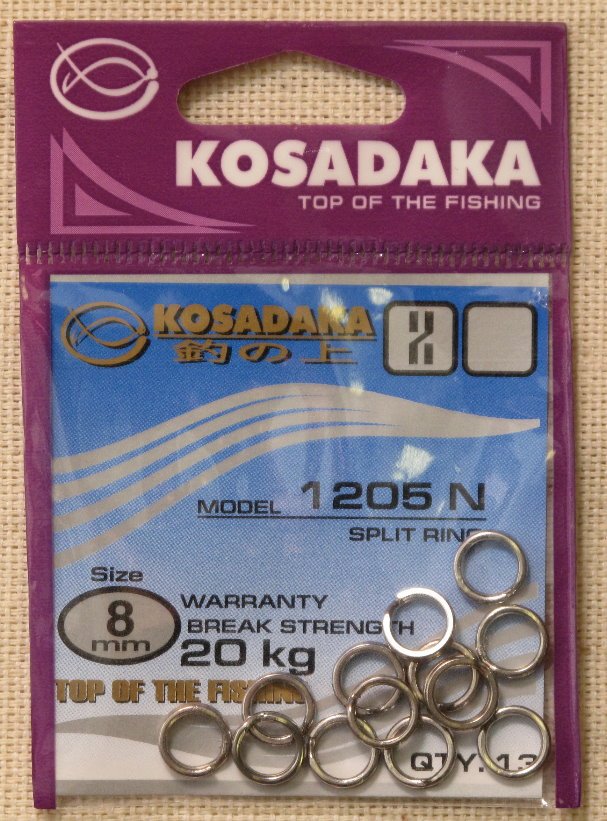 KOSADAKA
TOP OF THE FISHING
KOSADAKA
釣の上
MODEL 1205 N
SPLIT RING
Size
8
mm
WARRANTY
BREAK STRENGTH
20 kg
TOP OF THE FISHING
QTY. 13